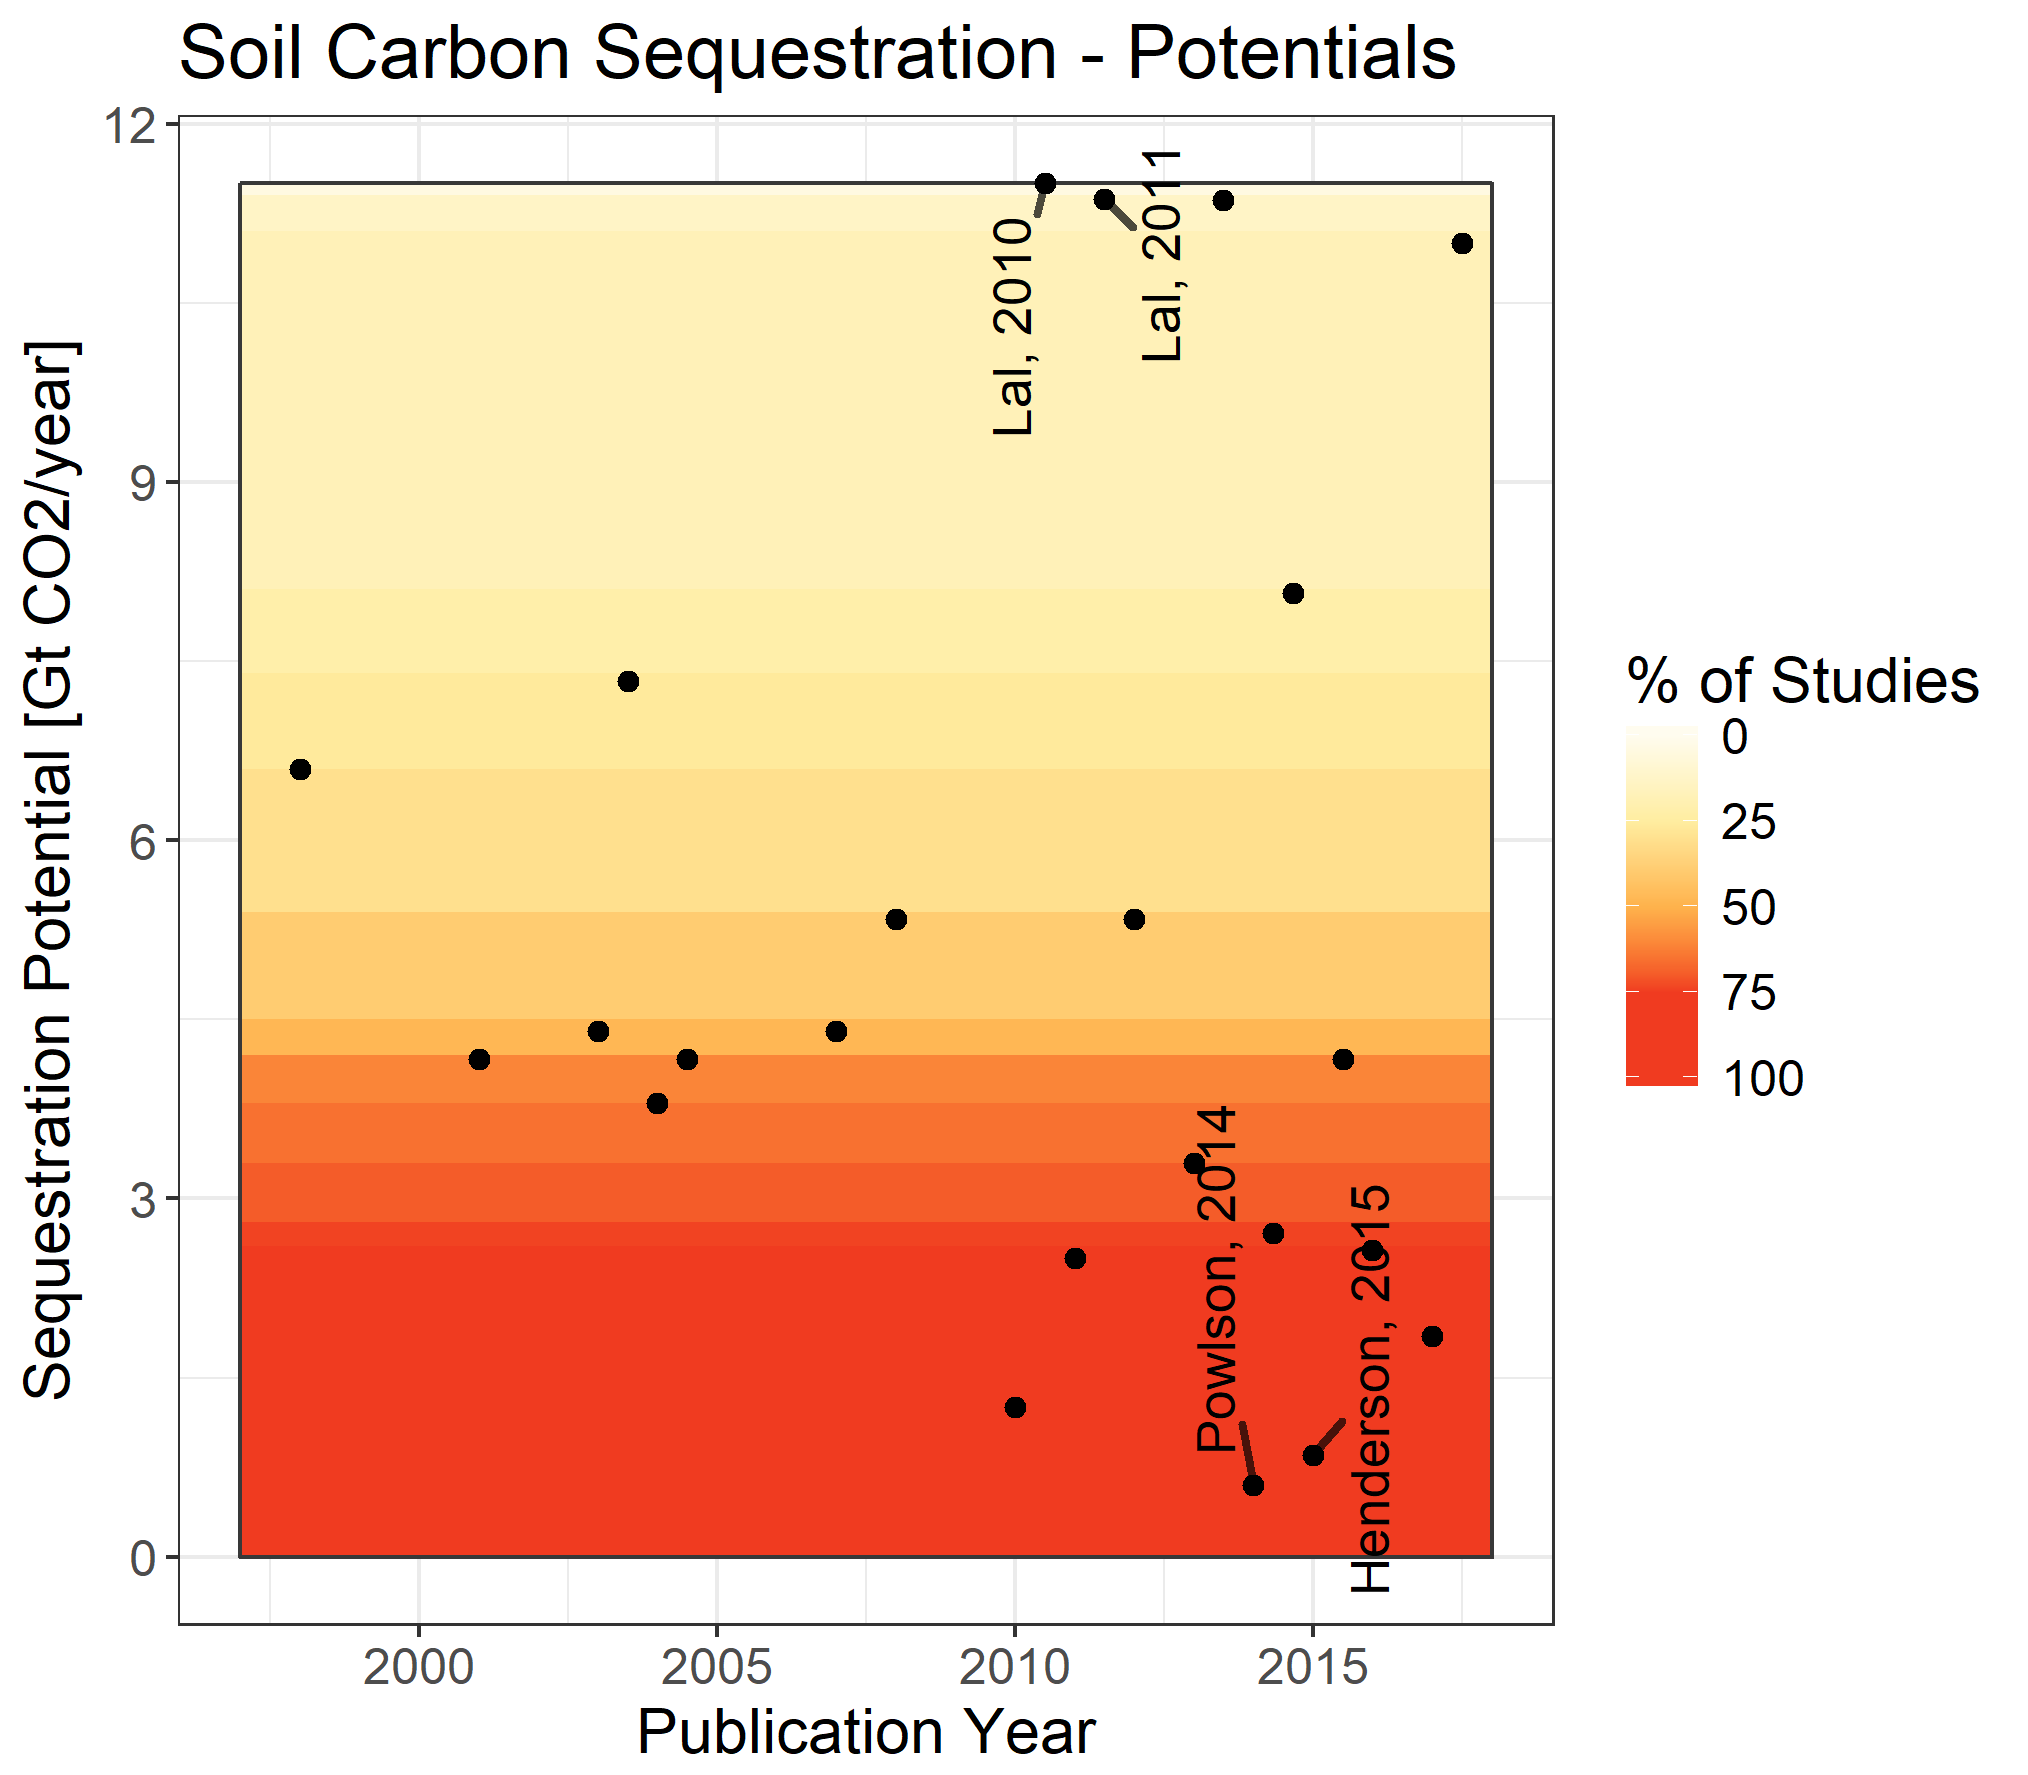 Soil Carbon Sequestration - Potentials
Sequestration Potential [Gt CO2/year]
12
9
6
3
0
Lal, 2010
Lal, 2011
Powlson, 2014
Henderson, 2015
2000
2005
2010
2015
Publication Year
% of Studies
0
25
50
75
100